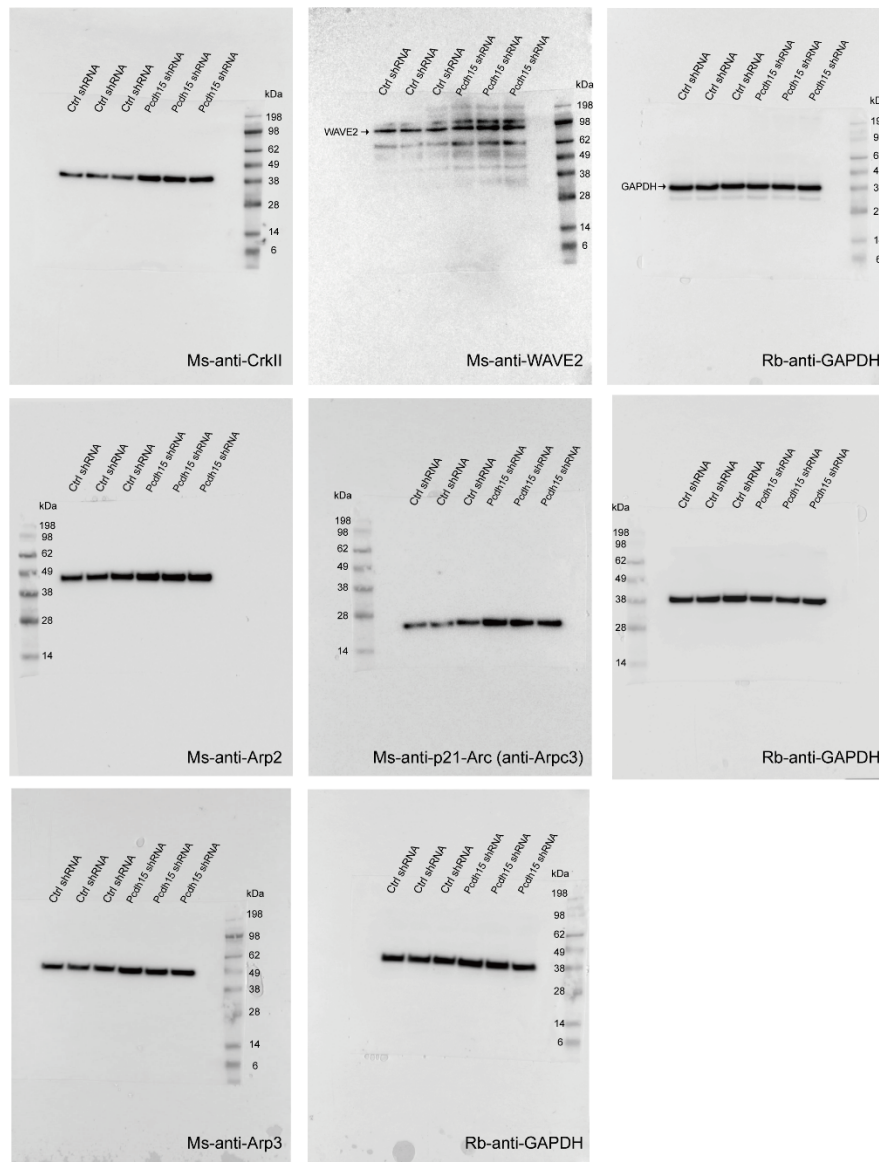 Ctrl shRNA
Ctrl shRNA
Ctrl shRNA
Pcdh15 shRNA
Pcdh15 shRNA
Pcdh15 shRNA
kDa
198
98
62
49
38
28
14
6
Ms-anti-CrkII
Ctrl shRNA
Ctrl shRNA
Ctrl shRNA
Pcdh15 shRNA
Pcdh15 shRNA
Pcdh15 shRNA
kDa
198
WAVE2 98
62
49
38
28
14
6
Ms-anti-WAVE2
Ctrl shRNA
Ctrl shRNA
Ctrl shRNA
Pcdh15 shRNA
Pcdh15 shRNA
Pcdh15 shRNA
GAPDH
Rb-anti-GAPDH
Ctrl shRNA
Ctrl shRNA
Ctrl shRNA
Pcdh15 shRNA
Pcdh15 shRNA
Pcdh15 shRNA
kDa
198
98
62
49
38
28
14
Ms-anti-Arp2
Ctrl shRNA
Ctrl shRNA
Ctrl shRNA
Pcdh15 shRNA
Pcdh15 shRNA
Pcdh15 shRNA
kDa
198
98
62
49
38
28
14
Ms-anti-p21-Arc (anti-Arpc3)
Ctrl shRNA
Ctrl shRNA
Ctrl shRNA
Pcdh15 shRNA
Pcdh15 shRNA
Pcdh15 shRNA
kDa
198
98
62
49
38
28
14
Rb-anti-GAPDH
Ctrl shRNA
Ctrl shRNA
Ctrl shRNA
Pcdh15 shRNA
Pcdh15 shRNA
Pcdh15 shRNA
kDa
198
98
62
49
38
28
14
6
Ms-anti-Arp3
Ctrl shRNA
Ctrl shRNA
Ctrl shRNA
Pcdh15 shRNA
Pcdh15 shRNA
Pcdh15 shRNA
kDa
198
98
62
49
38
28
14
6
Rb-anti-GAPDH